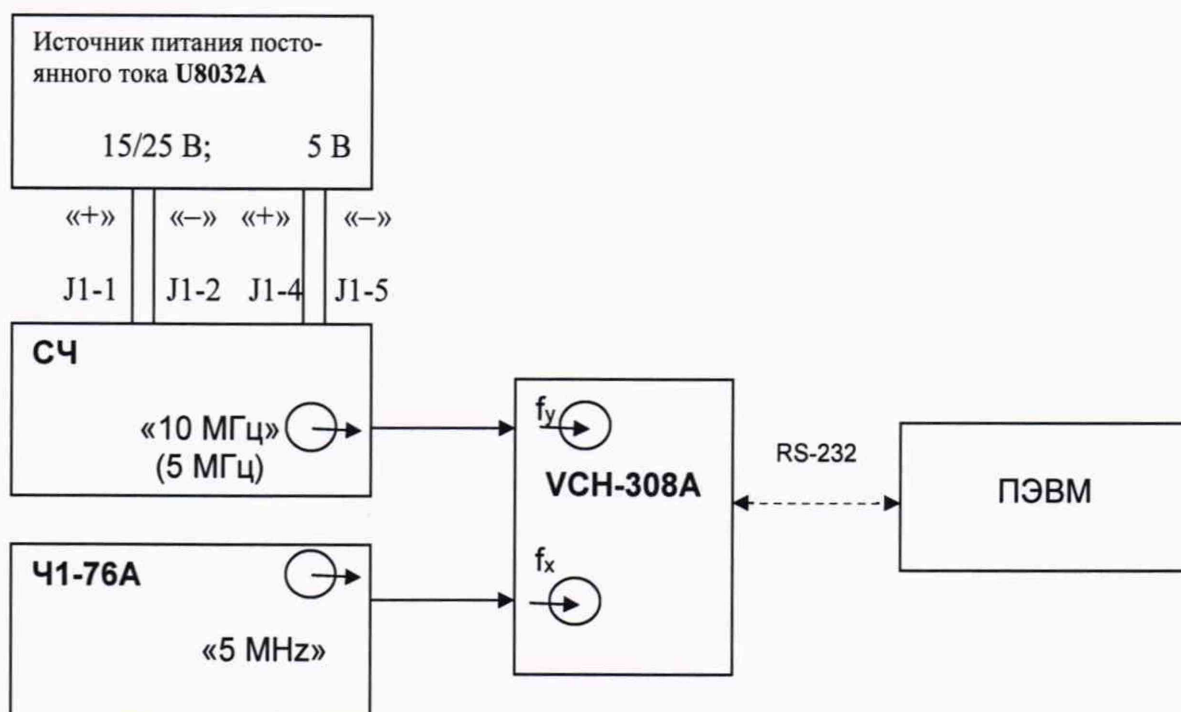 Источник питания посто-
янного тока U8032A
15/25 В; 5 В
«+» «–» «+» «–»
J1-1 J1-2 J1-4 J1-5
СЧ
«10 МГц»
(5 МГц)
Ч1-76А
«5 MHz»
fy
VCH-308A
fx
RS-232
ПЭВМ